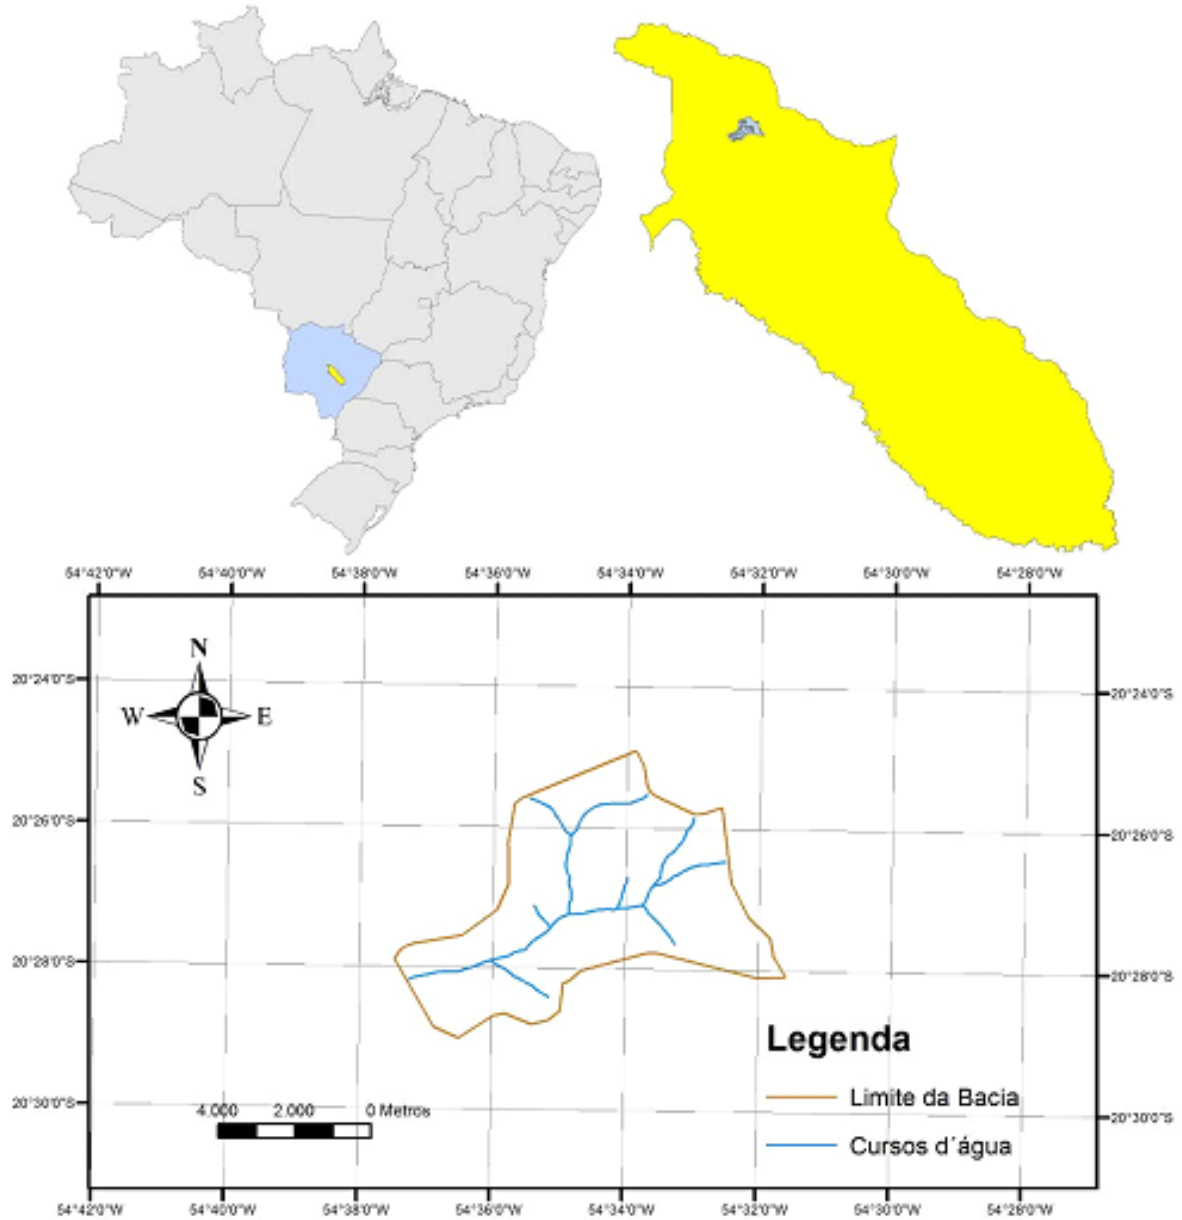 54°42'0"W 54°40'0"W 54°38'0"W 54°36'0"W 54°34'0"W 54°32'0"W 54°30'0"W 54°28'0"W
N
W E
S
20°24'0"S 20°24'0"S
20°26'0"S 20°26'0"S
20°28'0"S 20°28'0"S
Legenda
Limite da Bacia
4.000 2.000 0 Metros
20°30'0"S 20°30'0"S
Cursos d´água
54°42'0"W 54°40'0"W 54°38'0"W 54°36'0"W 54°34'0"W 54°32'0"W 54°30'0"W 54°28'0"W